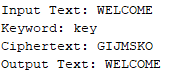 Input Text: WELCOME
Keyword: key
Ciphertext: GIJMSKO
Output Text: WELCOME